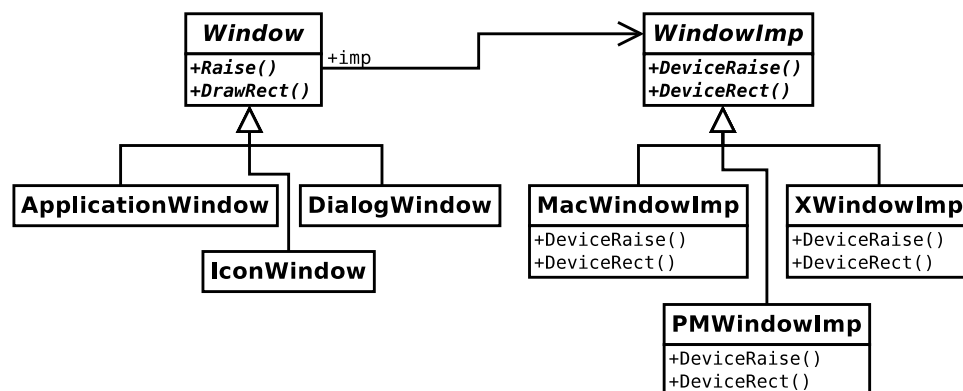 Window
+Raise()
+DrawRect()
+imp
WindowImp
+DeviceRaise()
+DeviceRect()
ApplicationWindow
DialogWindow
IconWindow
MacWindowImp
+DeviceRaise()
+DeviceRect()
XWindowImp
+DeviceRaise()
+DeviceRect()
PMWindowImp
+DeviceRaise()
+DeviceRect()